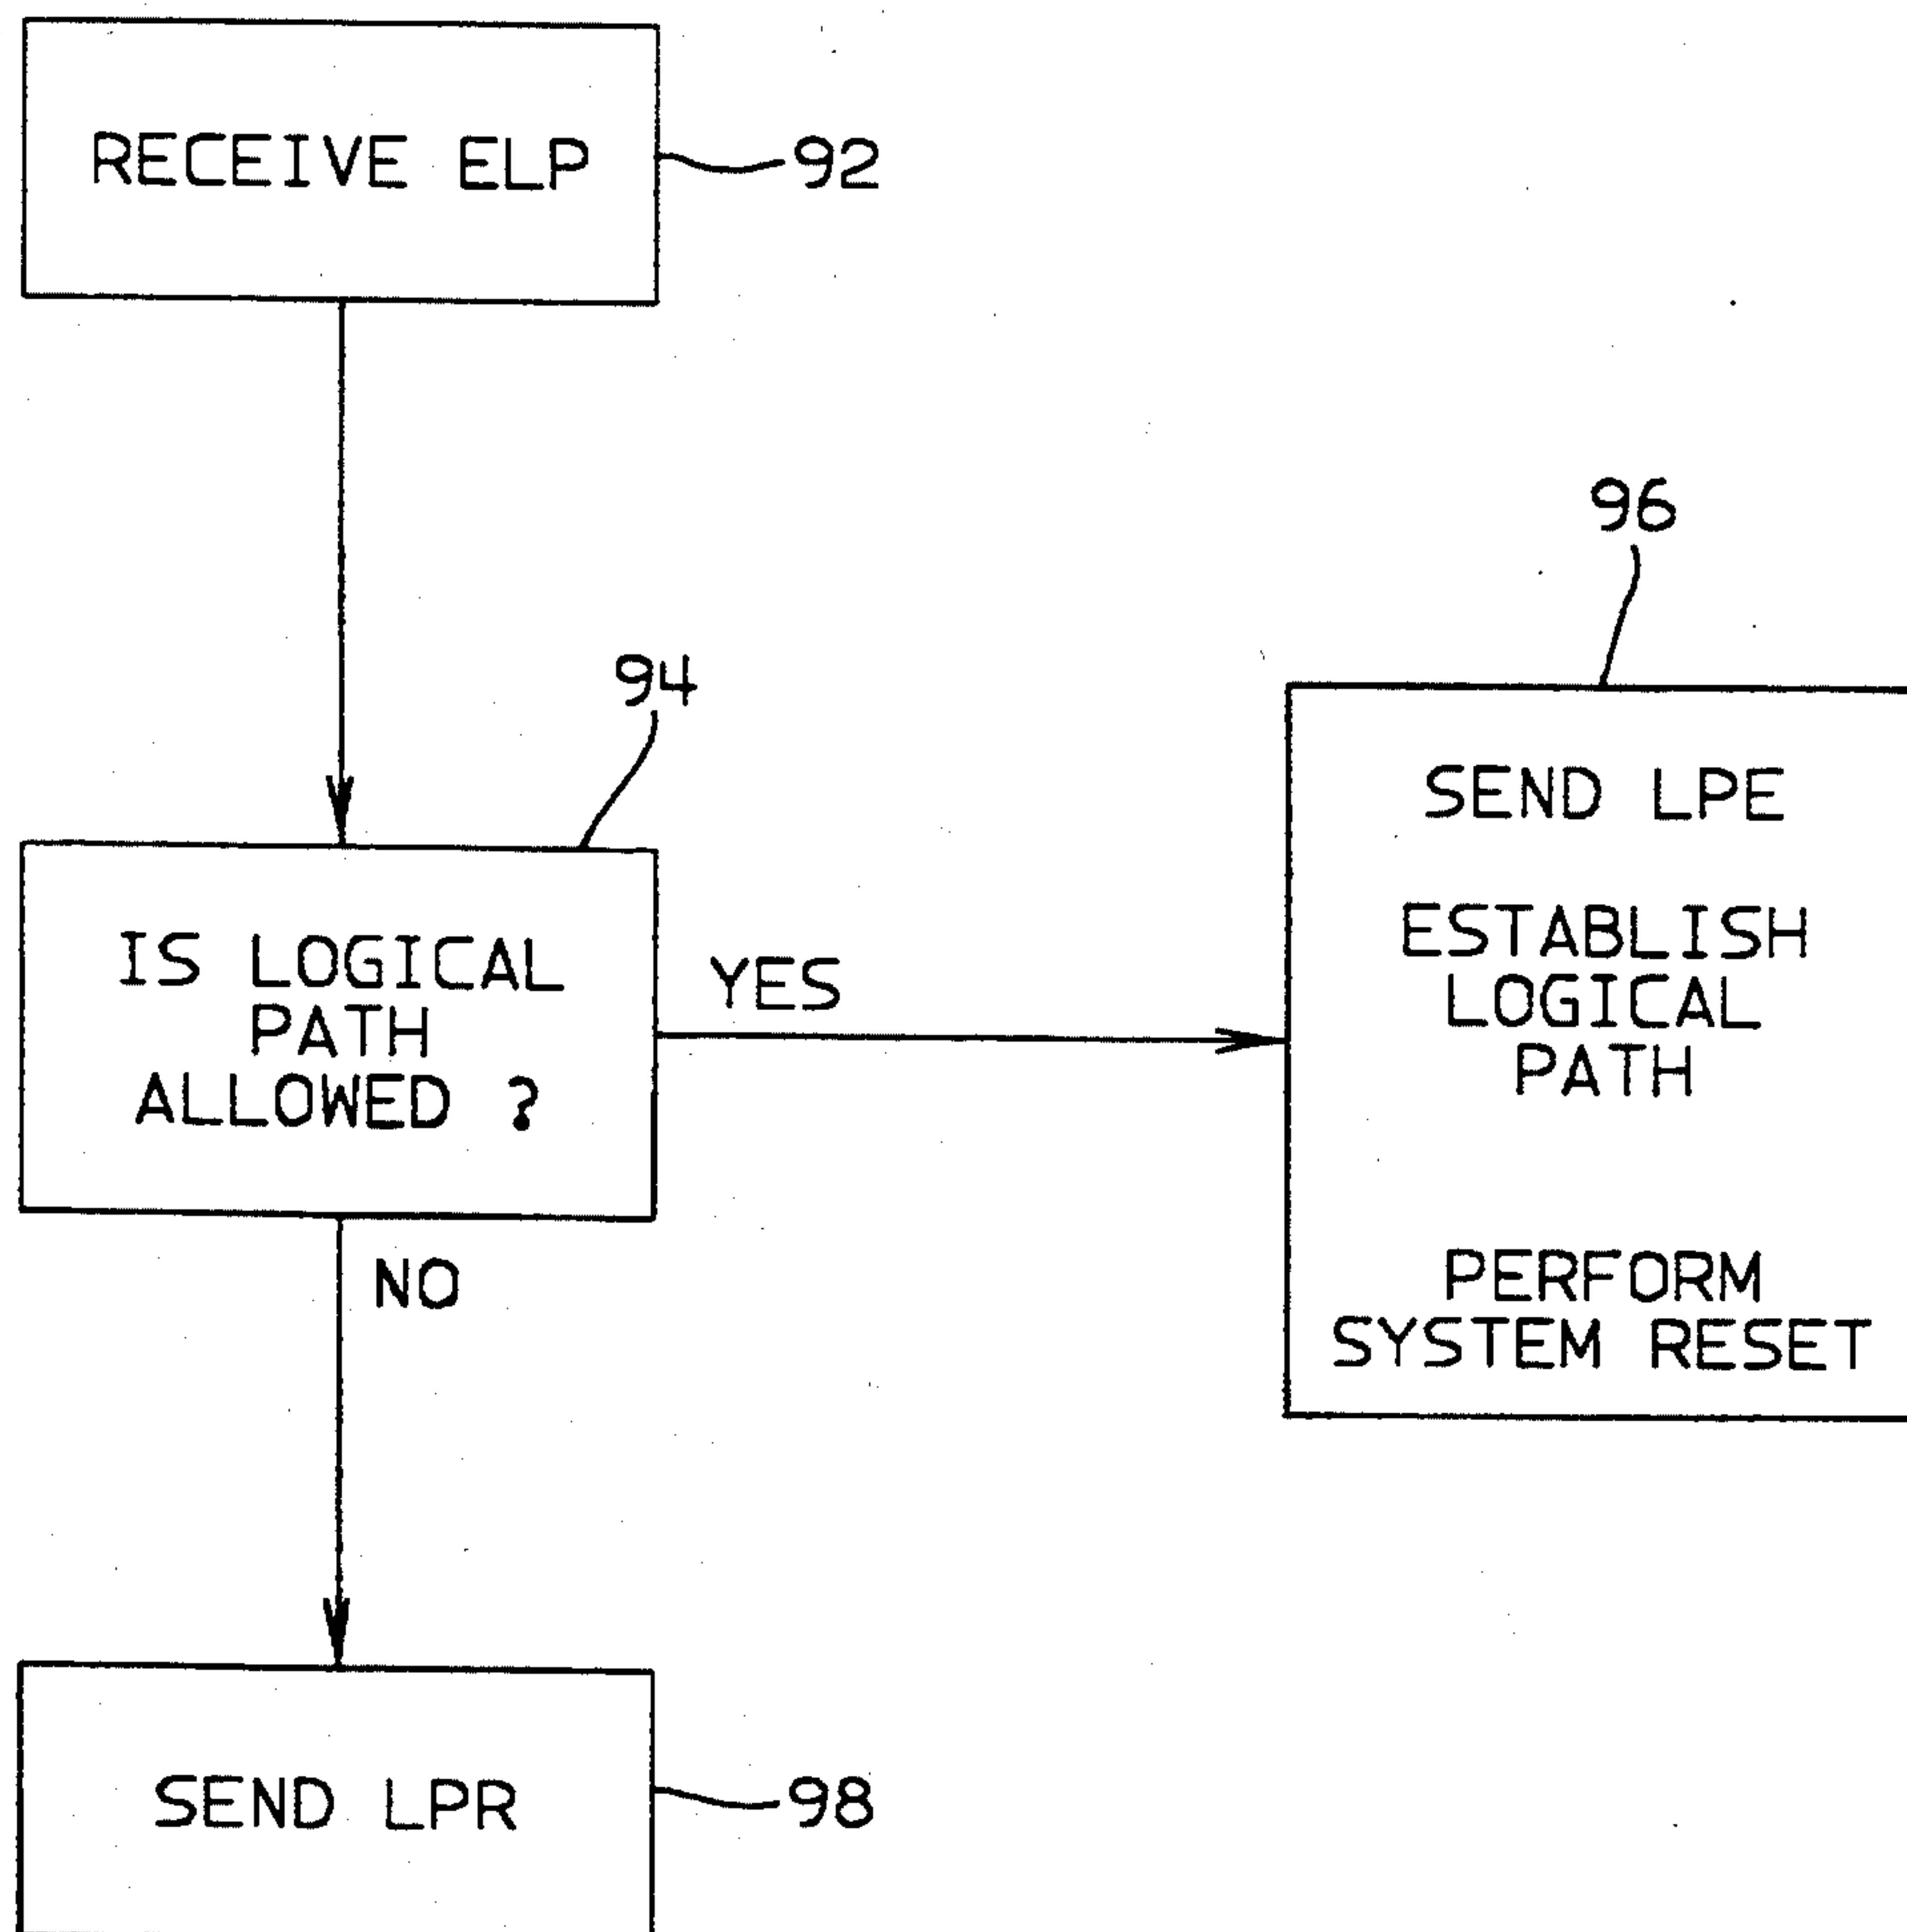 RECEIVE ELP
92
94
IS LOGICAL
PATH
ALLOWED ?
YES
NO
96
SEND LPE
ESTABLISH
LOGICAL
PATH
PERFORM
SYSTEM RESET
SEND LPR
98